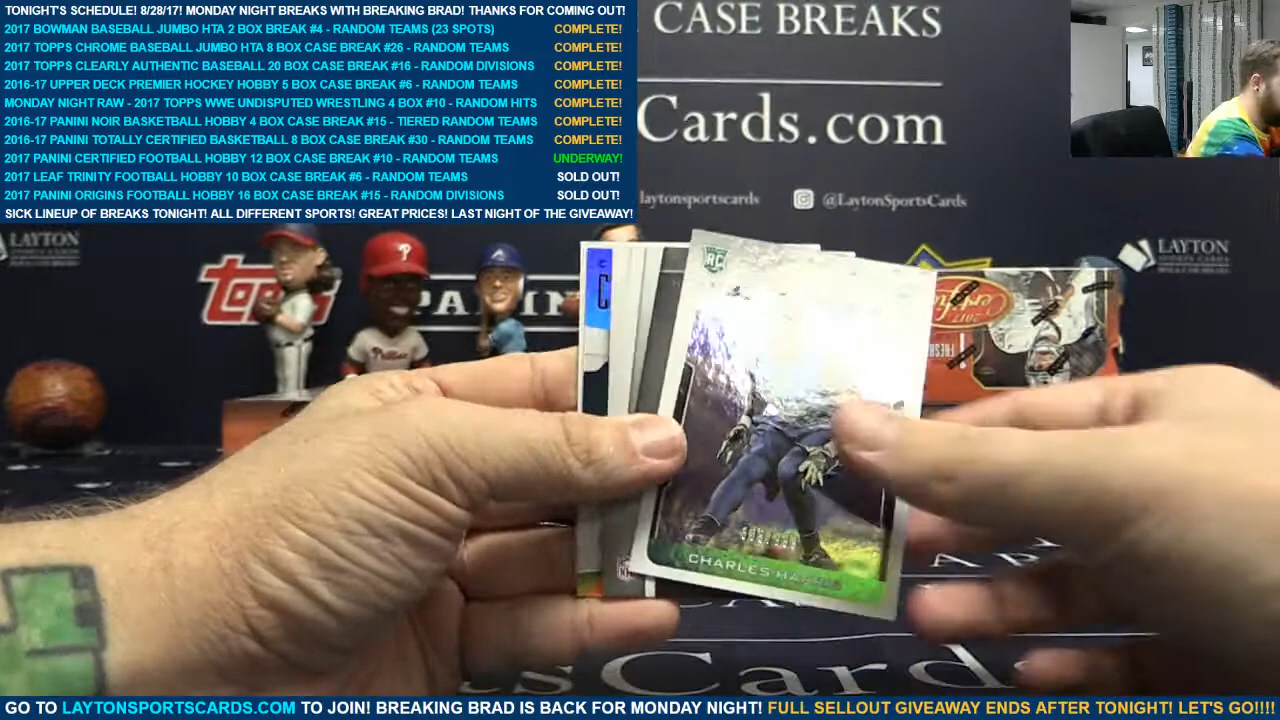 TONIGHT'S SCHEDULE! 8/28/17! MONDAY NIGHT BREAKS WITH BREAKING BRAD! THANKS FOR COMING OUT!
2017 BOWMAN BASEBALL JUMBO HTA 2 BOX BREAK #4 - RANDOM TEAMS (23 SPOTS) COMPLETE!
2017 TOPPS CHROME BASEBALL JUMBO HTA 8 BOX CASE BREAK #26 - RANDOM TEAMS COMPLETE!
2017 TOPPS CLEARLY AUTHENTIC BASEBALL 20 BOX CASE BREAK #16 - RANDOM DIVISIONS COMPLETE!
2016-17 UPPER DECK PREMIER HOCKEY HOBBY 5 BOX CASE BREAK #6 - RANDOM TEAMS COMPLETE!
MONDAY NIGHT RAW - 2017 TOPPS WWE UNDISPUTED WRESTLING 4 BOX #10 - RANDOM HITS COMPLETE!
2016-17 PANINI NOIR BASKETBALL HOBBY 4 BOX CASE BREAK #15 - TIERED RANDOM TEAMS COMPLETE!
2016-17 PANINI TOTALLY CERTIFIED BASKETBALL 8 BOX CASE BREAK #30 - RANDOM TEAMS COMPLETE!
2017 PANINI CERTIFIED FOOTBALL HOBBY 12 BOX CASE BREAK #10 - RANDOM TEAMS UNDERWAY!
2017 LEAF TRINITY FOOTBALL HOBBY 10 BOX CASE BREAK #6 - RANDOM TEAMS SOLD OUT!
2017 PANINI ORIGINS FOOTBALL HOBBY 16 BOX CASE BREAK #15 - RANDOM DIVISIONS SOLD OUT!
SICK LINEUP OF BREAKS TONIGHT! ALL DIFFERENT SPORTS! GREAT PRICES! LAST NIGHT OF THE GIVEAWAY!
CASE BREAKS
Cards.com
laytonsportscards @LaytonSportsCards
LAYTON
LAYTON
topps
PANINI
Phillies
RC
CHARLES
Cards.co
GO TO LAYTONSPORTSCARDS.COM TO JOIN! BREAKING BRAD IS BACK FOR MONDAY NIGHT! FULL SELLOUT GIVEAWAY ENDS AFTER TONIGHT! LET'S GO!!!!